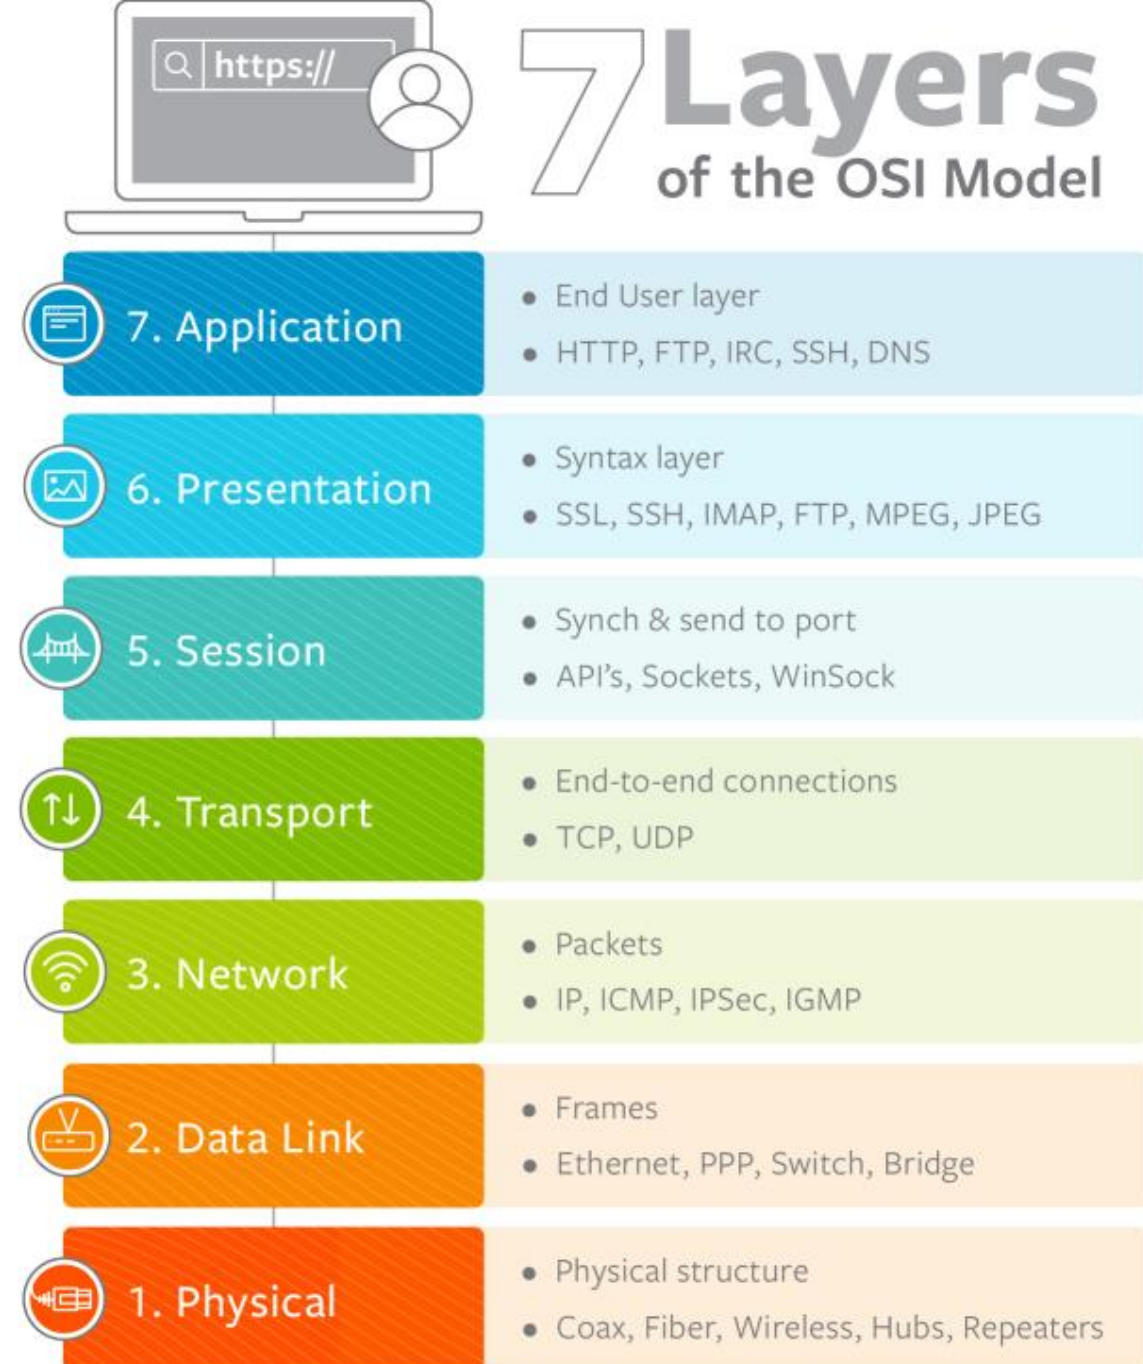 https://
7 Layers
of the OSI Model
7. Application
• End User layer
• HTTP, FTP, IRC, SSH, DNS
6. Presentation
• Syntax layer
• SSL, SSH, IMAP, FTP, MPEG, JPEG
5. Session
• Synch & send to port
• API’s, Sockets, WinSock
4. Transport
• End-to-end connections
• TCP, UDP
3. Network
• Packets
• IP, ICMP, IPSec, IGMP
2. Data Link
• Frames
• Ethernet, PPP, Switch, Bridge
1. Physical
• Physical structure
• Coax, Fiber, Wireless, Hubs, Repeaters